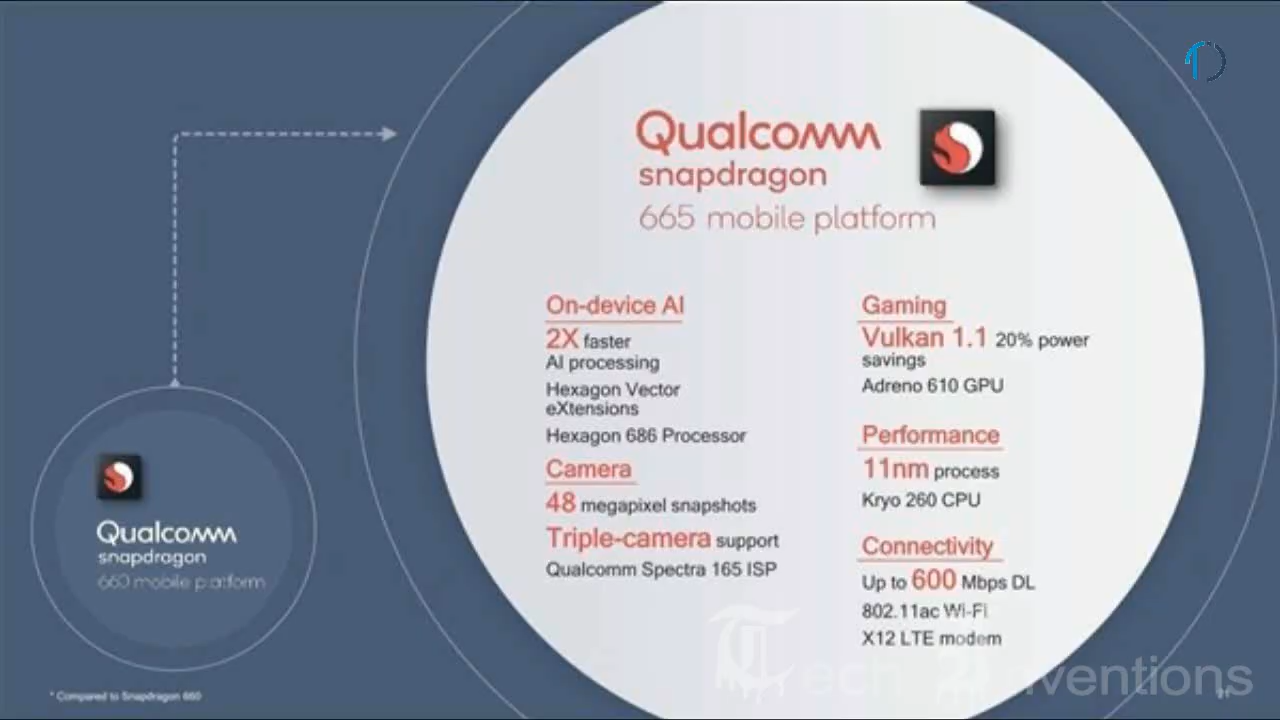 Qualcomm
snapdragon
665 mobile platform
On-device AI
2X faster
AI processing
Hexagon Vector
eXtensions
Hexagon 686 Processor
Camera
48 megapixel snapshots
Triple-camera support
Qualcomm Spectra 165 ISP
Gaming
Vulkan 1.1 20% power
savings
Adreno 610 GPU
Performance
11nm process
Kryo 260 CPU
Connectivity
Up to 600 Mbps DL
802.11ac Wi-Fi
X12 LTE modem
Qualcomm
snapdragon
660 mobile platform
* Compared to Snapdragon 660